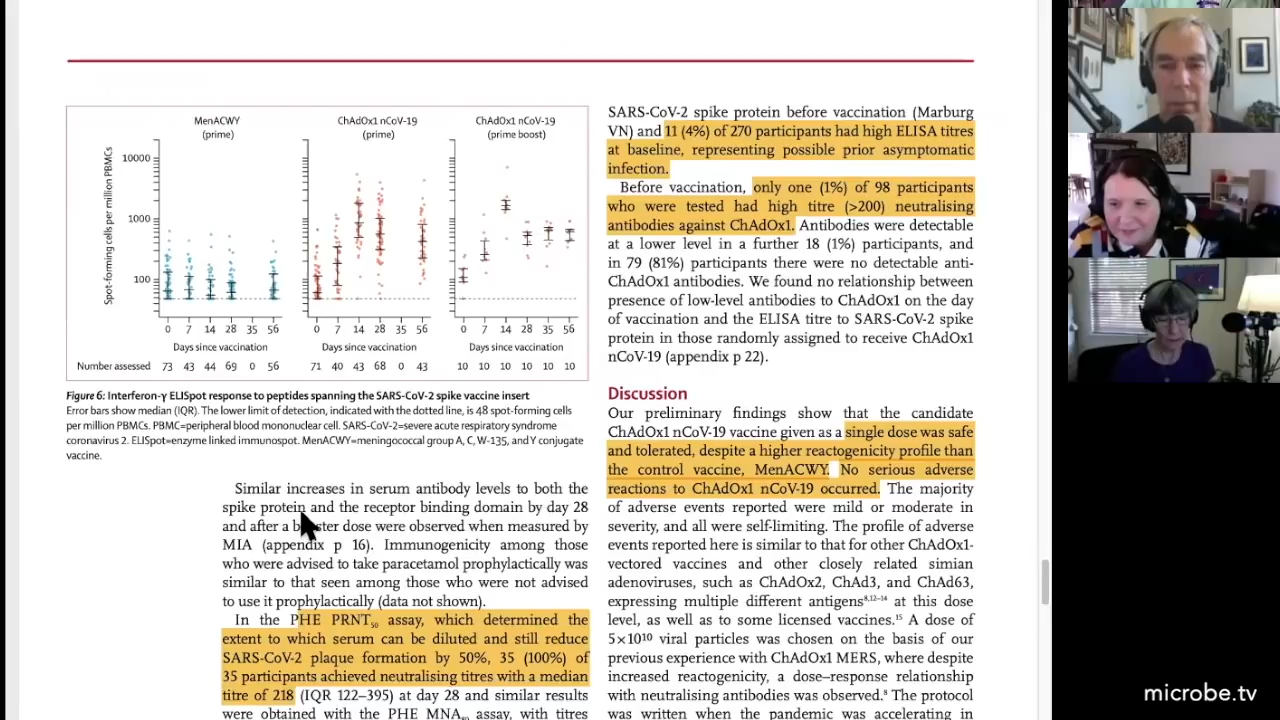 MenACWY
(prime)
ChAdOx1 nCoV-19
(prime)
ChAdOx1 nCoV-19
(prime boost)
Spot-forming cells per million PBMCs
10000
1000
100
0 7 14 28 35 56
0 7 14 28 35 56
0 7 14 28 35 56
Days since vaccination
Days since vaccination
Days since vaccination
Number assessed 73 43 44 69 0 56 71 40 43 68 0 43 10 10 10 10 10 10
Figure 6: Interferon-γ ELISpot response to peptides spanning the SARS-CoV-2 spike vaccine insert
Error bars show median (IQR). The lower limit of detection, indicated with the dotted line, is 48 spot-forming cells
per million PBMCs. PBMC=peripheral blood mononuclear cell. SARS-CoV-2=severe acute respiratory syndrome
coronavirus 2. ELISpot=enzyme linked immunospot. MenACWY=meningococcal group A, C, W-135, and Y conjugate
vaccine.
Similar increases in serum antibody levels to both the
spike protein and the receptor binding domain by day 28
and after a booster dose were observed when measured by
MIA (appendix p 16). Immunogenicity among those
who were advised to take paracetamol prophylactically was
similar to that seen among those who were not advised
to use it prophylactically (data not shown).
In the PHE PRNT50 assay, which determined the
extent to which serum can be diluted and still reduce
SARS-CoV-2 plaque formation by 50%, 35 (100%) of
35 participants achieved neutralising titres with a median
titre of 218 (IQR 122–395) at day 28 and similar results
were obtained with the PHE MNA80 assay, with titres
SARS-CoV-2 spike protein before vaccination (Marburg
VN) and 11 (4%) of 270 participants had high ELISA titres
at baseline, representing possible prior asymptomatic
infection.
Before vaccination, only one (1%) of 98 participants
who were tested had high titre (>200) neutralising
antibodies against ChAdOx1. Antibodies were detectable
at a lower level in a further 18 (1%) participants, and
in 79 (81%) participants there were no detectable anti-
ChAdOx1 antibodies. We found no relationship between
presence of low-level antibodies to ChAdOx1 on the day
of vaccination and the ELISA titre to SARS-CoV-2 spike
protein in those randomly assigned to receive ChAdOx1
nCoV-19 (appendix p 22).
Discussion
Our preliminary findings show that the candidate
ChAdOx1 nCoV-19 vaccine given as a single dose was safe
and tolerated, despite a higher reactogenicity profile than
the control vaccine, MenACWY. No serious adverse
reactions to ChAdOx1 nCoV-19 occurred. The majority
of adverse events reported were mild or moderate in
severity, and all were self-limiting. The profile of adverse
events reported here is similar to that for other ChAdOx1-
vectored vaccines and other closely related simian
adenoviruses, such as ChAdOx2, ChAd3, and ChAd63,
expressing multiple different antigens8,12–14 at this dose
level, as well as to some licensed vaccines.15 A dose of
5×1010 viral particles was chosen on the basis of our
previous experience with ChAdOx1 MERS, where despite
increased reactogenicity, a dose–response relationship
with neutralising antibodies was observed.8 The protocol
was written when the pandemic was accelerating in
microbe.tv